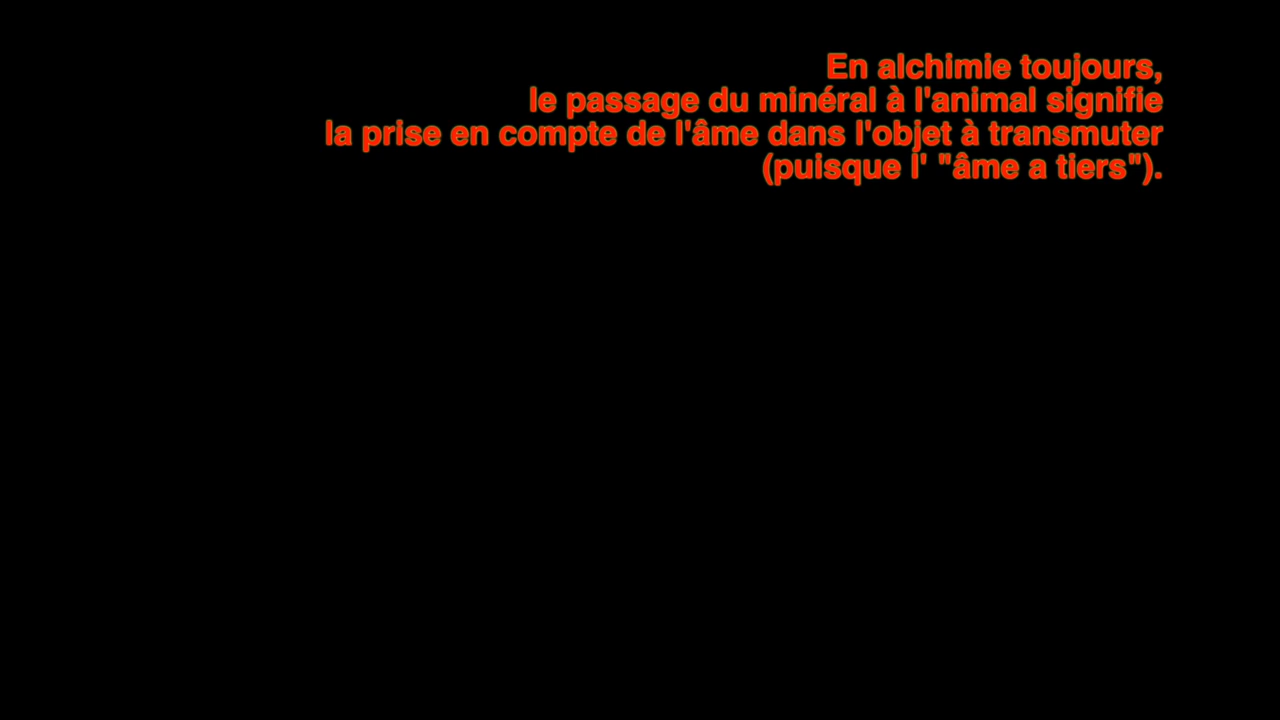 En alchimie toujours,
le passage du minéral à l'animal signifie
la prise en compte de l'âme dans l'objet à transmuter
(puisque l' "âme a tiers").